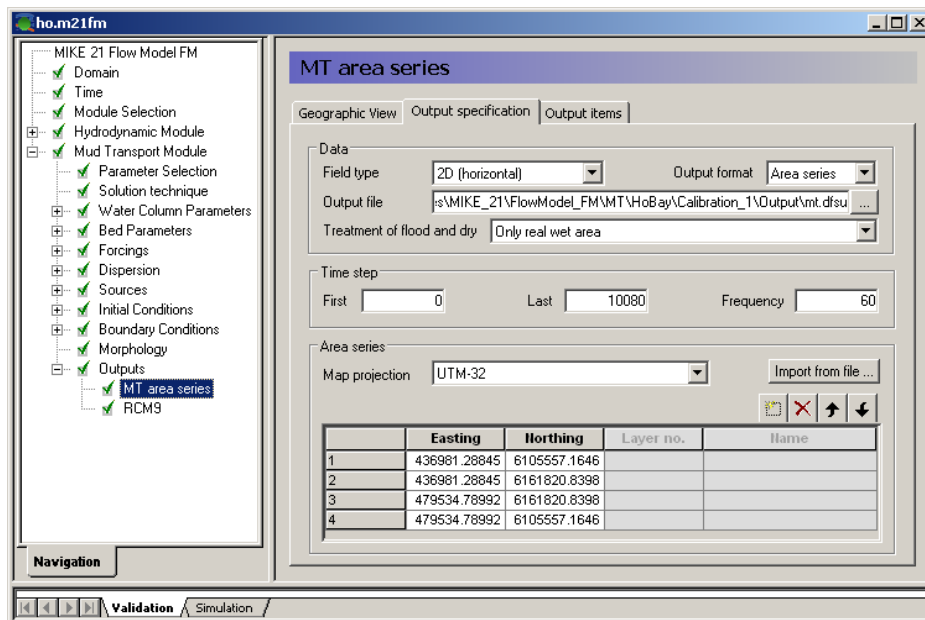 ho.m21fm
MIKE 21 Flow Model FM
Domain
Time
Module Selection
Hydrodynamic Module
Mud Transport Module
Parameter Selection
Solution technique
Water Column Parameters
Bed Parameters
Forcings
Dispersion
Sources
Initial Conditions
Boundary Conditions
Morphology
Outputs
MT area series
RCM9
Navigation
MT area series
Geographic View Output specification Output items
Data
Field type 2D (horizontal) Output format Area series
Output file s\MIKE_21\FlowModel_FM\MT\HoBay\Calibration_1\Output\mt.dfsu ...
Treatment of flood and dry Only real wet area
Time step
First 0 Last 10080 Frequency 60
Area series
Map projection UTM-32 Import from file ...
Easting Northing Layer no. Name
1 436981.28845 6105557.1646
2 436981.28845 6161820.8398
3 479534.78992 6161820.8398
4 479534.78992 6105557.1646
Validation Simulation